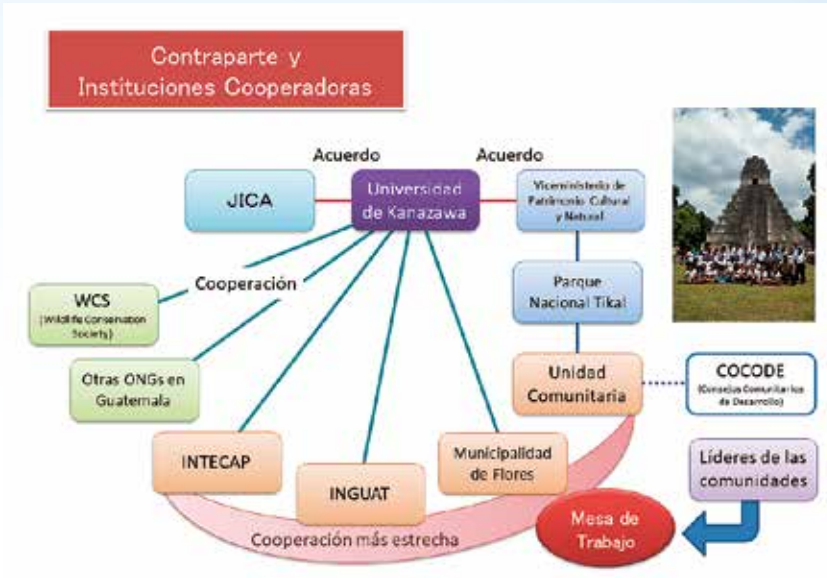 Contraparte y
Instituciones Cooperadoras
Acuerdo
Acuerdo
JICA
Universidad
de Kanazawa
Viceministerio de
Patrimonio Cultural
y Natural
Cooperación
WCS
(Wildlife Conservation
Society)
Parque
Nacional Tikal
Otras ONGs en
Guatemala
Unidad
Comunitaria
COCODE
(Consejos Comunitarios
de Desarrollo)
INTECAP
INGUAT
Municipalidad
de Flores
Líderes de las
comunidades
Cooperación más estrecha
Mesa de
Trabajo